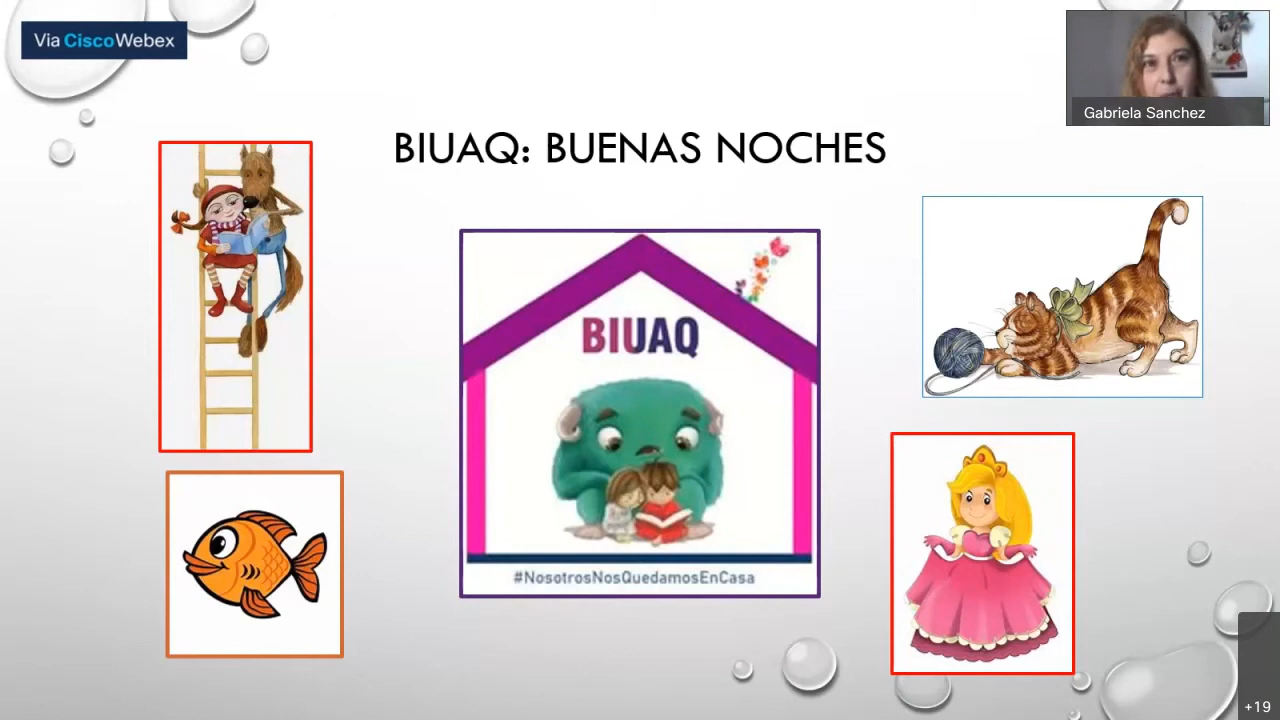 Via CiscoWebex
Gabriela Sanchez
BIUAQ: BUENAS NOCHES
BIUAQ
#NosotrosNosQuedamosEnCasa
+19